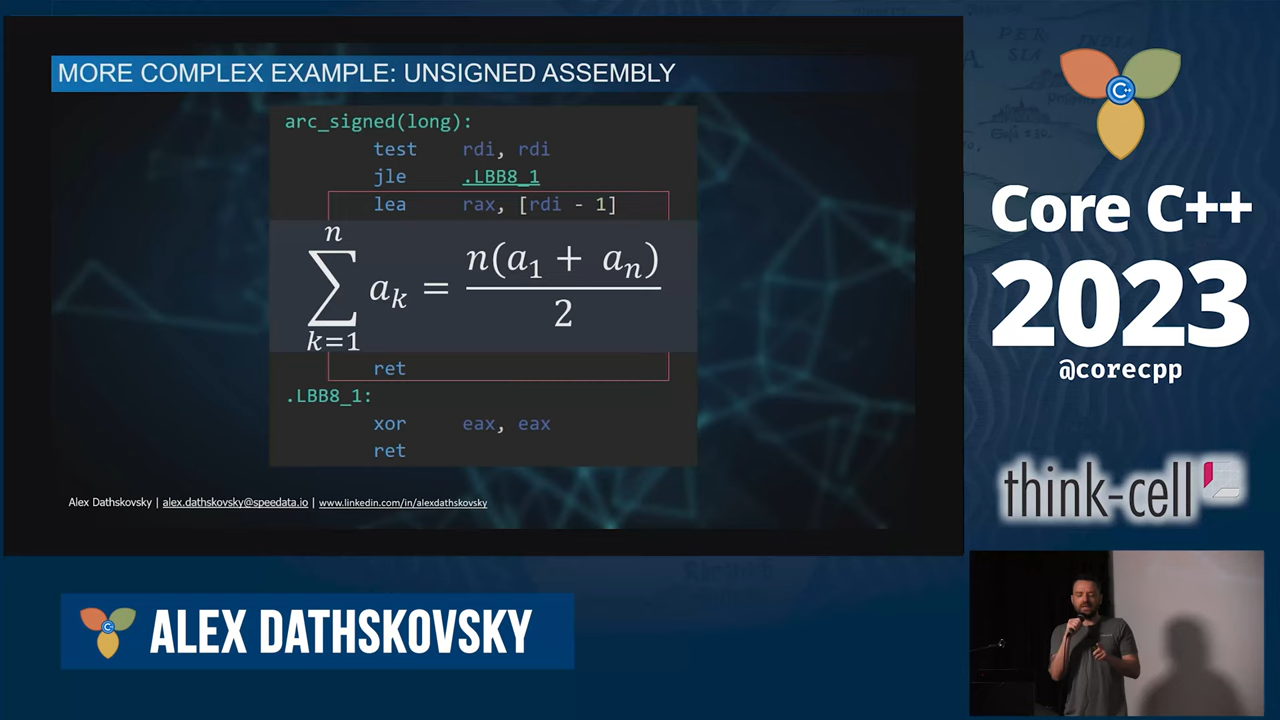 MORE COMPLEX EXAMPLE: UNSIGNED ASSEMBLY
arc_signed(long):
test rdi, rdi
jle .LBB8_1
lea rax, [rdi - 1]
n
∑ aₖ = n(a₁ + aₙ) / 2
k=1
ret
.LBB8_1:
xor eax, eax
ret
Alex Dathskovsky | alex.dathskovsky@speedata.io | www.linkedin.com/in/alexdathskovsky
C++
Core C++
2023
@corecpp
think-cell
ALEX DATHSKOVSKY